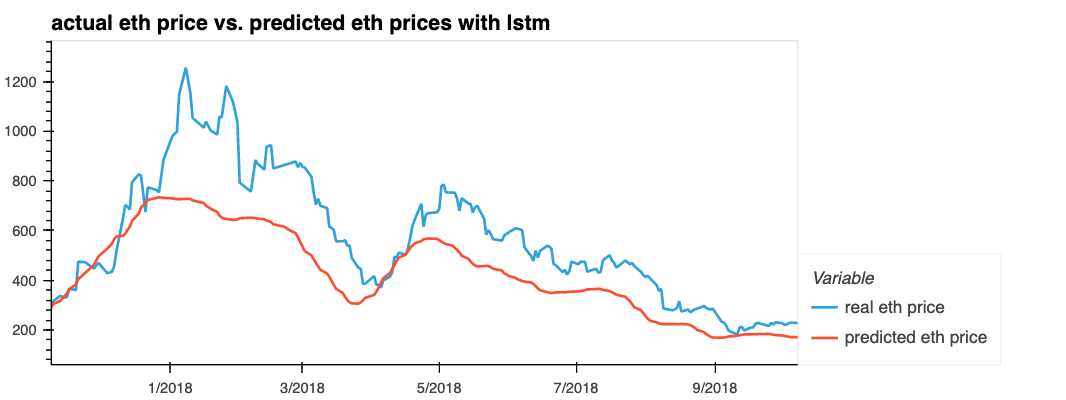 actual eth price vs. predicted eth prices with lstm
1200
1000
800
600
400
200
1/2018 3/2018 5/2018 7/2018 9/2018
Variable
real eth price
predicted eth price